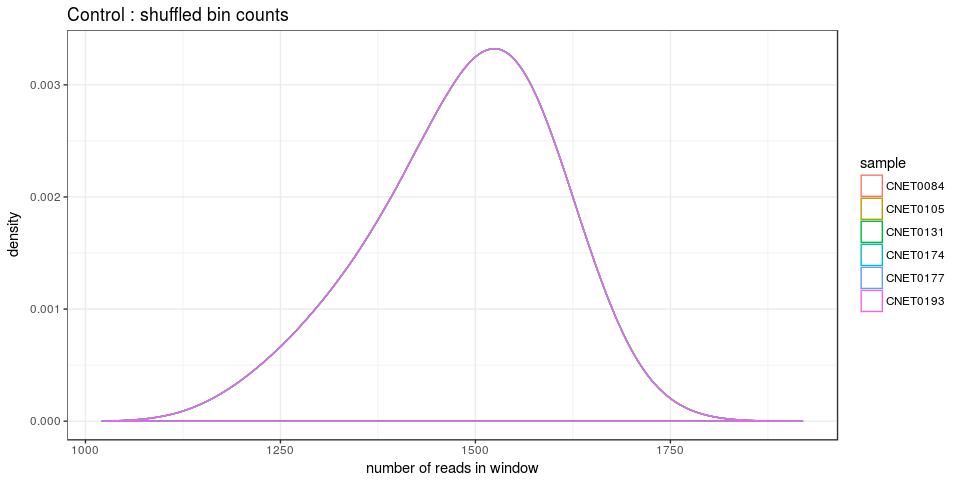 Control : shuffled bin counts
0.003
0.002
0.001
0.000
density
1000
1250
1500
1750
number of reads in window
sample
CNET0084
CNET0105
CNET0131
CNET0174
CNET0177
CNET0193